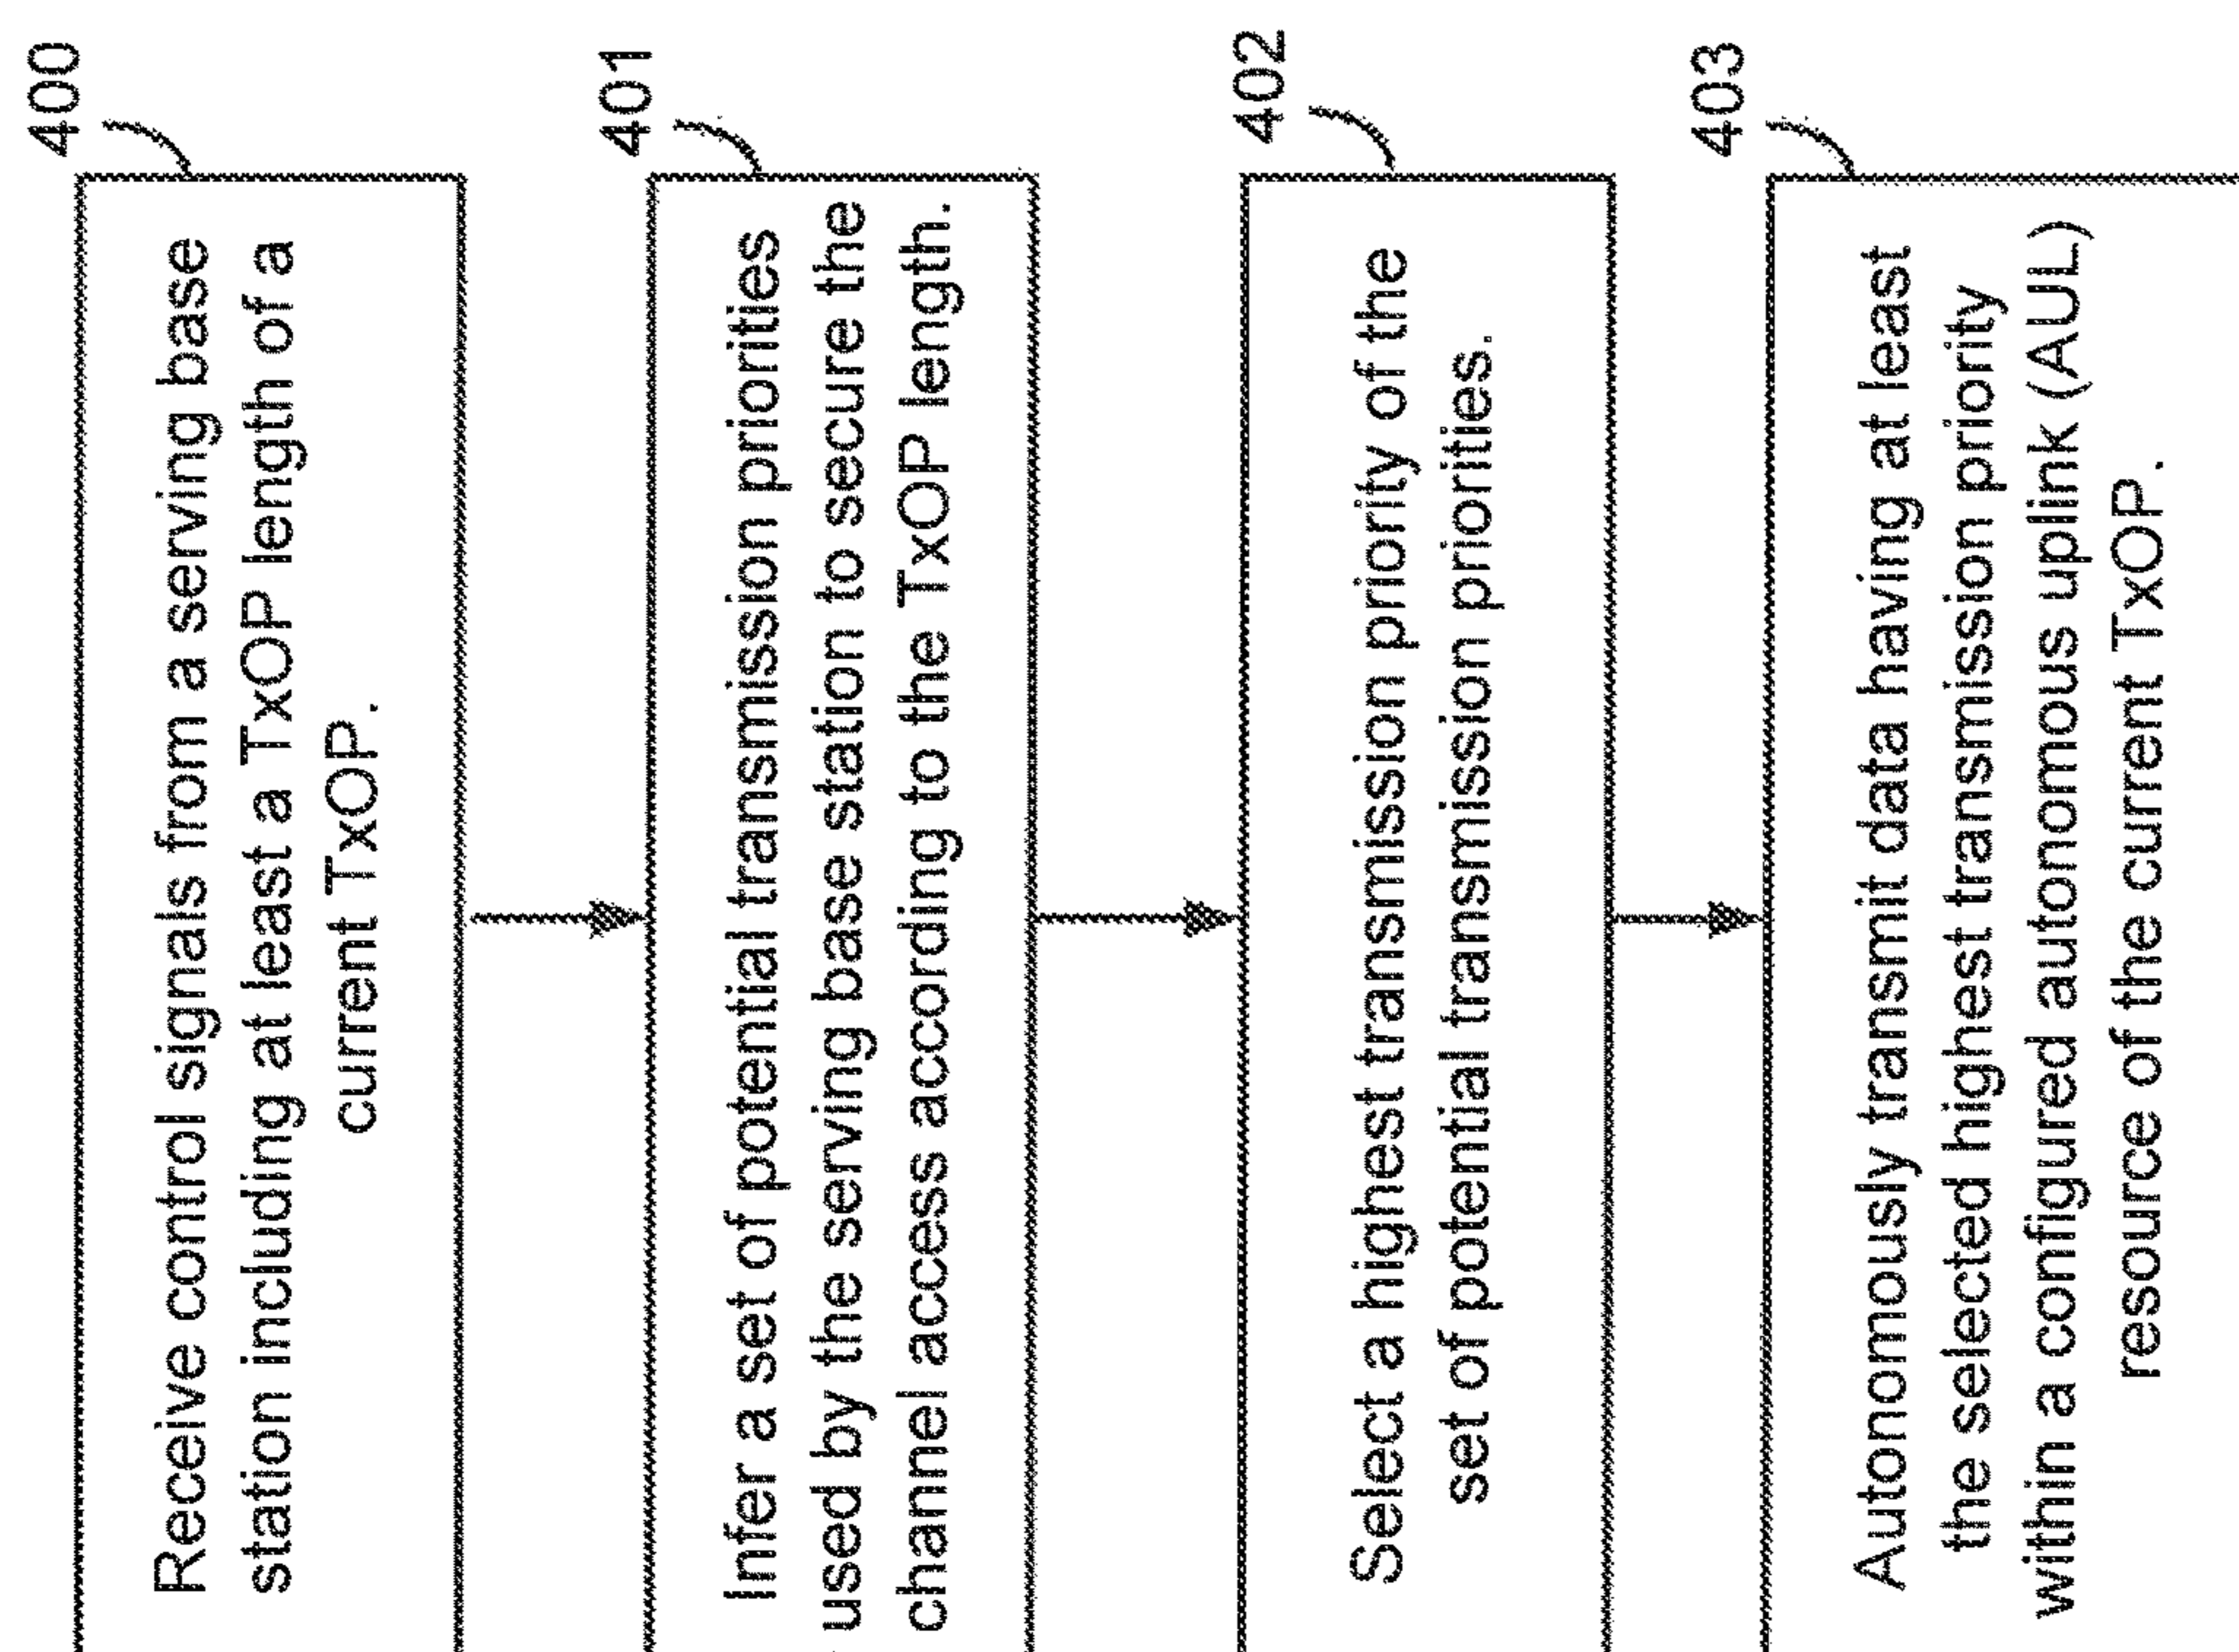 400
Receive control signals from a serving base
station including at least a TxOP length of a
current TxOP.
401
Infer a set of potential transmission priorities
used by the serving base station to secure the
channel access according to the TxOP length.
402
Select a highest transmission priority of the
set of potential transmission priorities.
403
Autonomously transmit data having at least
the selected highest transmission priority
within a configured autonomous uplink (AUL)
resource of the current TxOP.